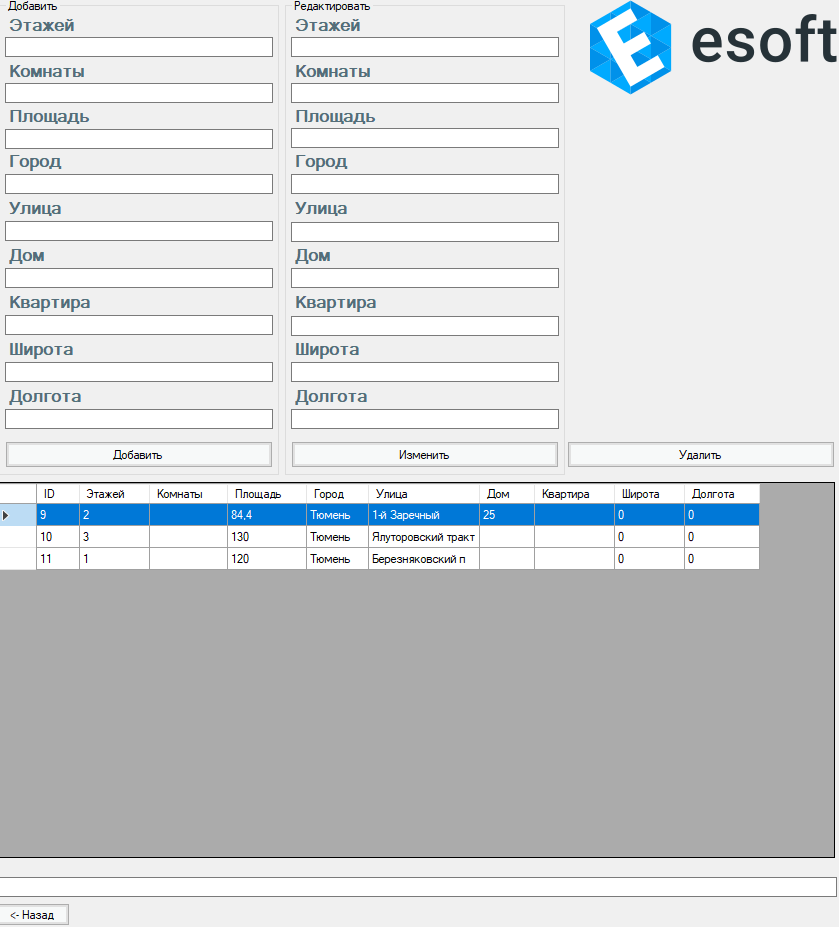 Добавить
Этажей
Комнаты
Площадь
Город
Улица
Дом
Квартира
Широта
Долгота
Добавить
Редактировать
Этажей
Комнаты
Площадь
Город
Улица
Дом
Квартира
Широта
Долгота
Изменить
esoft
Удалить
ID Этажей Комнаты Площадь Город Улица Дом Квартира Широта Долгота
9 2 84,4 Тюмень 1-й Заречный 25 0 0
10 3 130 Тюмень Ялуторовский тракт 0 0
11 1 120 Тюмень Березняковский п 0 0
<- Назад